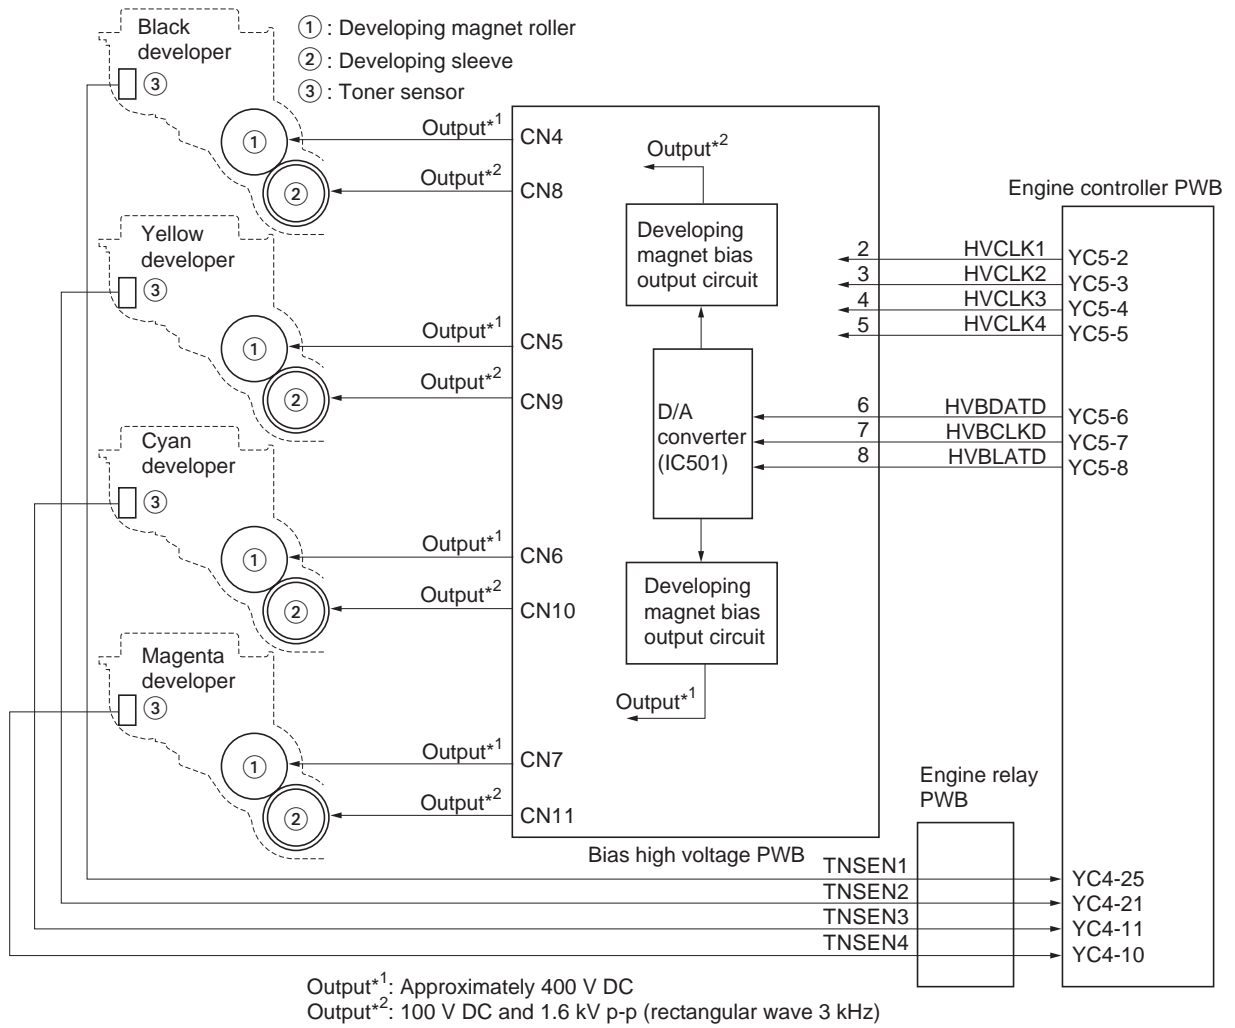 Black
developer
③
①
②
① : Developing magnet roller
② : Developing sleeve
③ : Toner sensor
Output*1
CN4
Output*2
CN8
Yellow
developer
③
①
②
Output*1
CN5
Output*2
CN9
Cyan
developer
③
①
②
Output*1
CN6
Output*2
CN10
Magenta
developer
③
①
②
Output*1
CN7
Output*2
CN11
Output*2
Developing
magnet bias
output circuit
D/A
converter
(IC501)
Developing
magnet bias
output circuit
Output*1
Bias high voltage PWB
Engine controller PWB
2 HVCLK1 YC5-2
3 HVCLK2 YC5-3
4 HVCLK3 YC5-4
5 HVCLK4 YC5-5
6 HVBDATD YC5-6
7 HVBCLKD YC5-7
8 HVBLATD YC5-8
Engine relay
PWB
TNSEN1 YC4-25
TNSEN2 YC4-21
TNSEN3 YC4-11
TNSEN4 YC4-10
Output*1: Approximately 400 V DC
Output*2: 100 V DC and 1.6 kV p-p (rectangular wave 3 kHz)